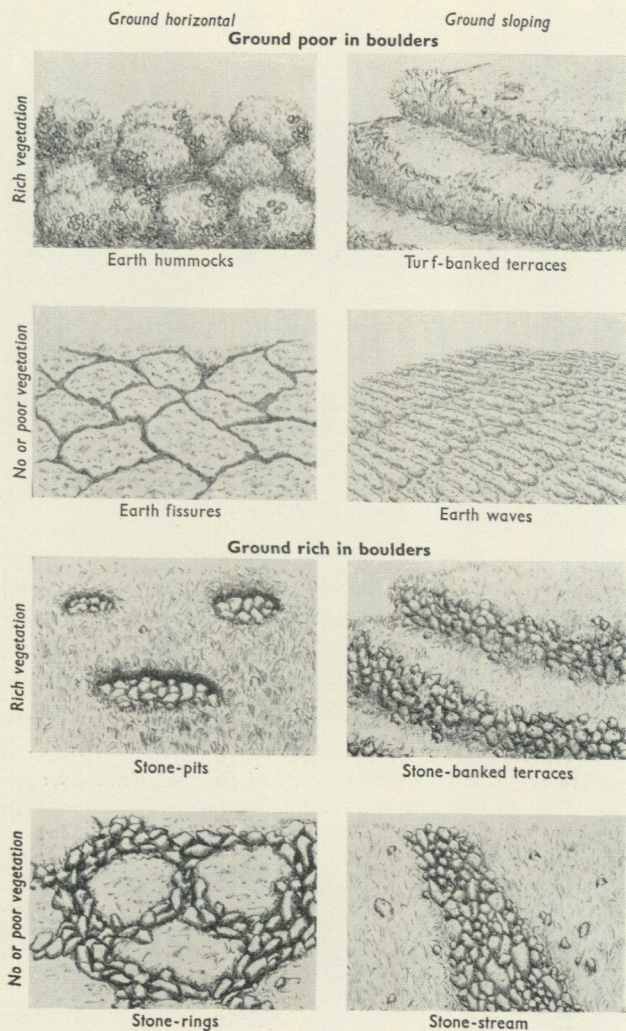 Ground horizontal Ground sloping
Ground poor in boulders
Rich vegetation
Earth hummocks Turf-banked terraces
No or poor vegetation
Earth fissures Earth waves
Ground rich in boulders
Rich vegetation
Stone-pits Stone-banked terraces
No or poor vegetation
Stone-rings Stone-stream